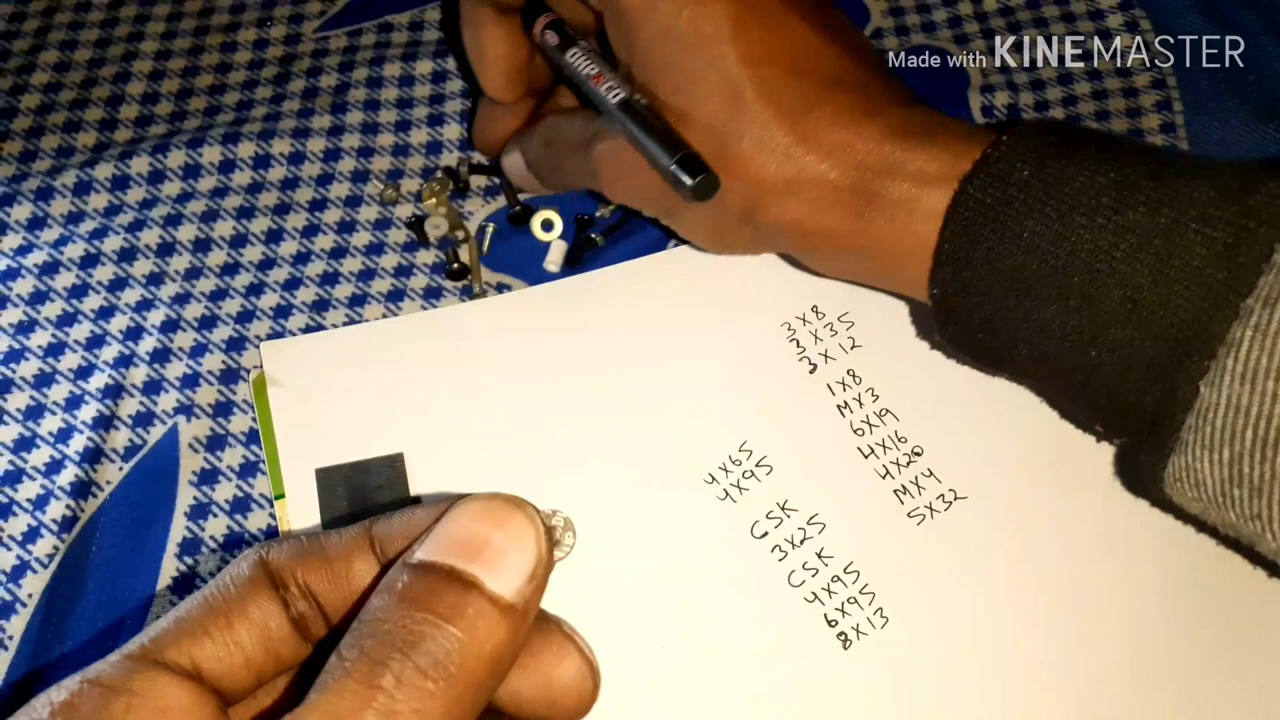 Made with KINEMASTER
3X8
3X35
3X12
1X8
MX3
6X19
4X16
4X20
MX4
5X32
4X65
4X95
CSK
3X25
CSK
4X95
6X95
8X13